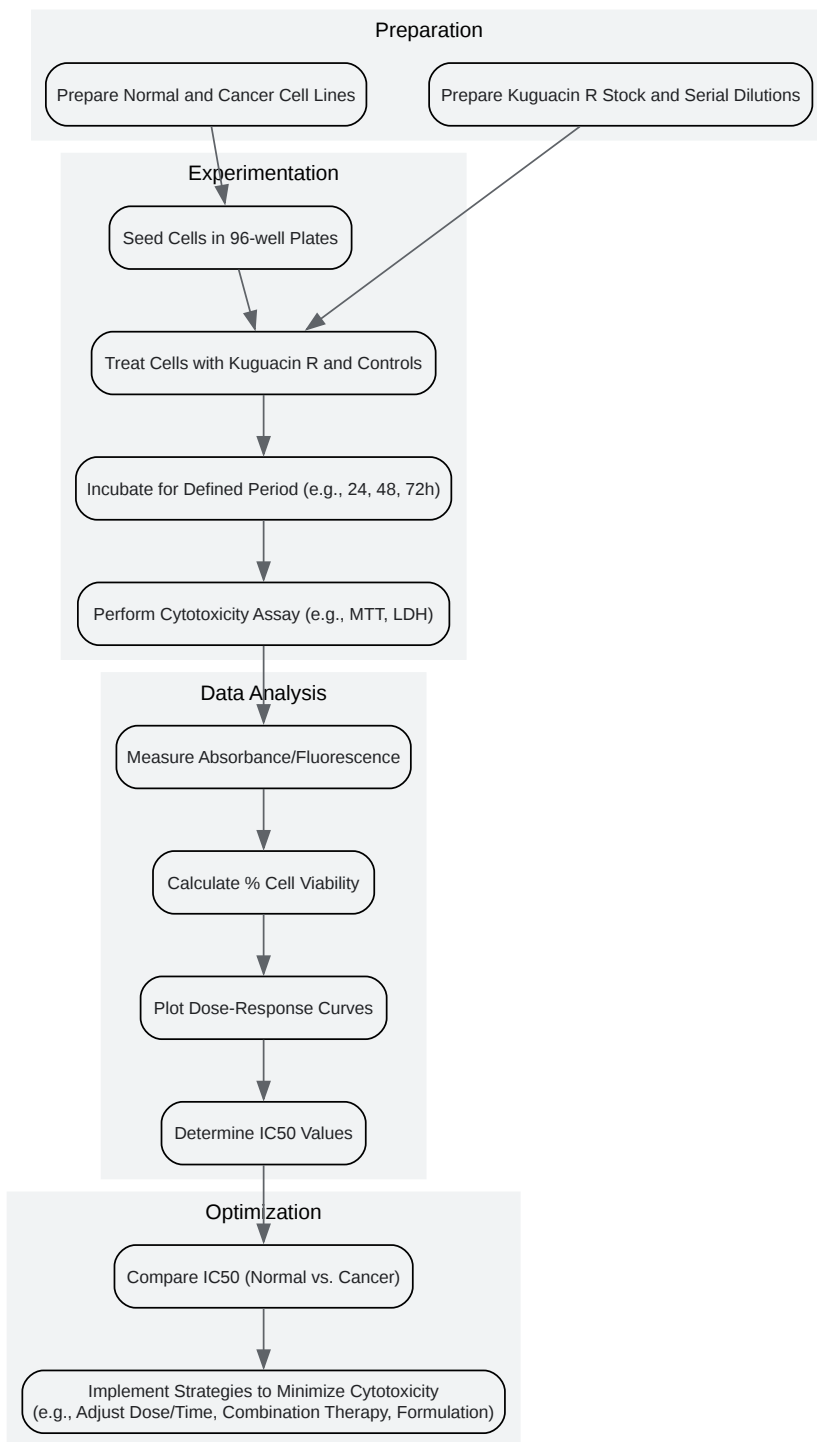 Preparation
Prepare Normal and Cancer Cell Lines
Prepare Kuguacin R Stock and Serial Dilutions
Experimentation
Seed Cells in 96-well Plates
Treat Cells with Kuguacin R and Controls
Incubate for Defined Period (e.g., 24, 48, 72h)
Perform Cytotoxicity Assay (e.g., MTT, LDH)
Data Analysis
Measure Absorbance/Fluorescence
Calculate % Cell Viability
Plot Dose-Response Curves
Determine IC50 Values
Optimization
Compare IC50 (Normal vs. Cancer)
Implement Strategies to Minimize Cytotoxicity
(e.g., Adjust Dose/Time, Combination Therapy, Formulation)